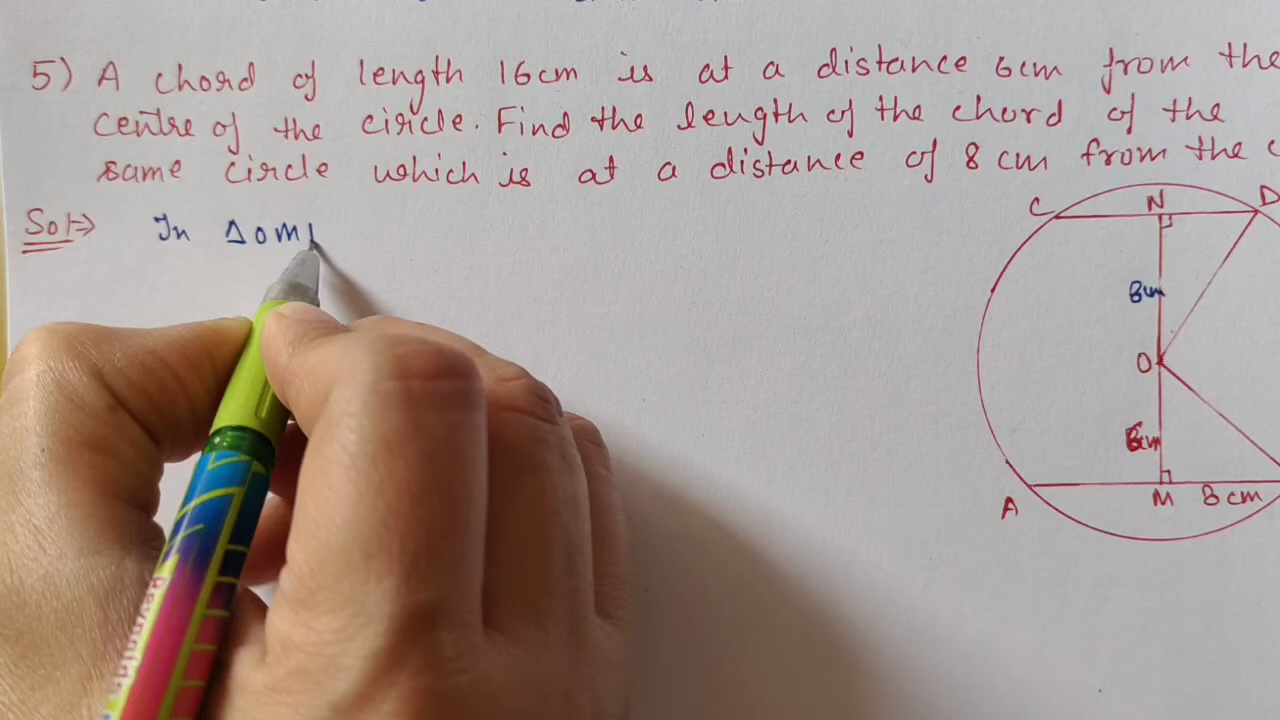 5) A chord of length 16cm is at a distance 6cm from the
centre of the circle. Find the length of the chord of the
same circle which is at a distance of 8 cm from the
Sol→ In ΔOM
C N D
8cm
O
6cm
A M 8cm
Reynolds